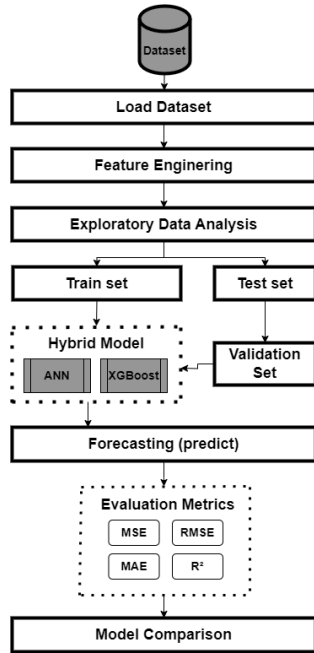 Dataset
Load Dataset
Feature Enginering
Exploratory Data Analysis
Train set
Test set
Hybrid Model
ANN
XGBoost
Validation
Set
Forecasting (predict)
Evaluation Metrics
MSE
RMSE
MAE
R²
Model Comparison